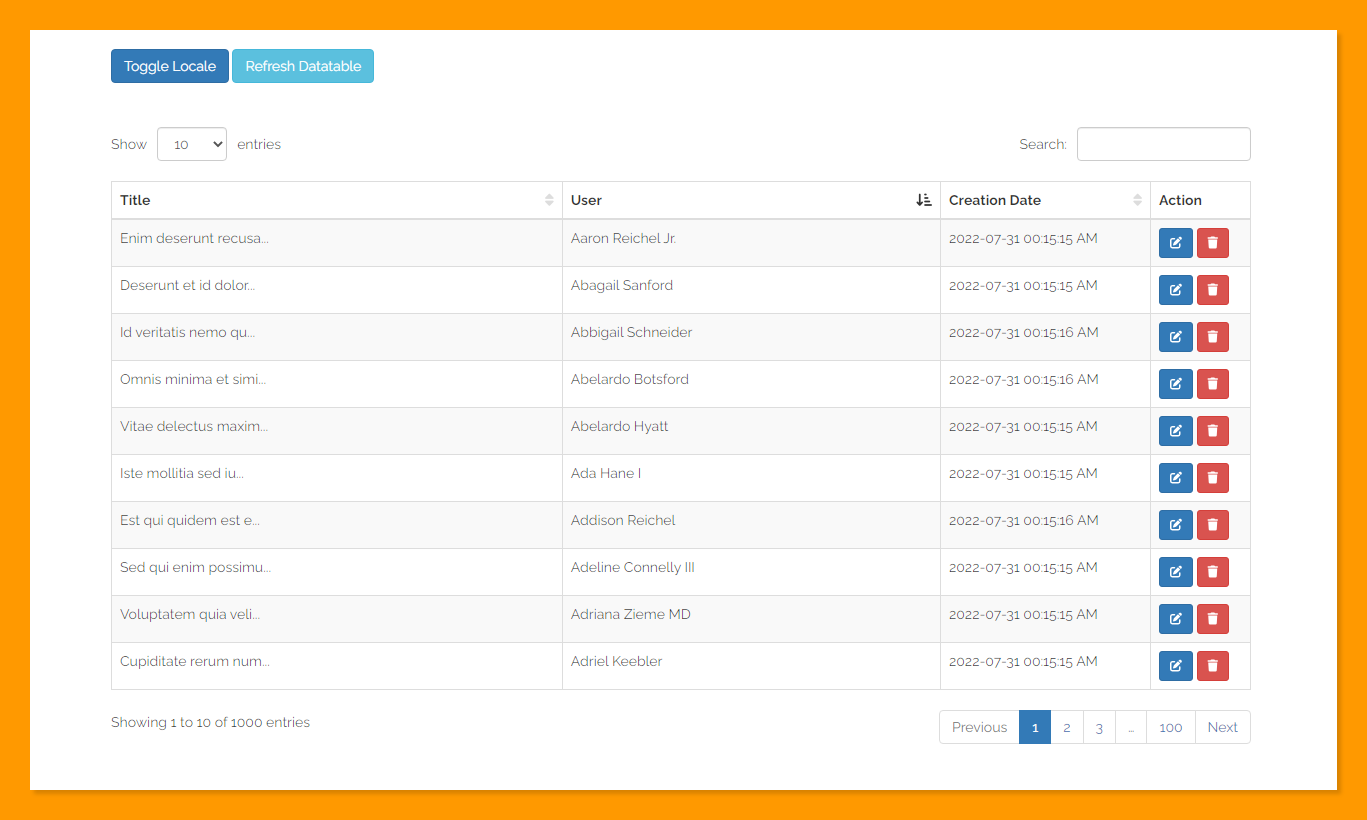 Toggle Locale Refresh Datatable
Show 10 entries Search:
Title User Creation Date Action
Enim deserunt recusa... Aaron Reichel Jr. 2022-07-31 00:15:15 AM
Deserunt et id dolor... Abagail Sanford 2022-07-31 00:15:15 AM
Id veritatis nemo qu... Abbigail Schneider 2022-07-31 00:15:16 AM
Omnis minima et simi... Abelardo Botsford 2022-07-31 00:15:16 AM
Vitae delectus maxim... Abelardo Hyatt 2022-07-31 00:15:15 AM
Iste mollitia sed iu... Ada Hane I 2022-07-31 00:15:15 AM
Est qui quidem est e... Addison Reichel 2022-07-31 00:15:16 AM
Sed qui enim possimu... Adeline Connelly III 2022-07-31 00:15:15 AM
Voluptatem quia veli... Adriana Zieme MD 2022-07-31 00:15:15 AM
Cupiditate rerum num... Adriel Keebler 2022-07-31 00:15:15 AM
Showing 1 to 10 of 1000 entries Previous 1 2 3 ... 100 Next